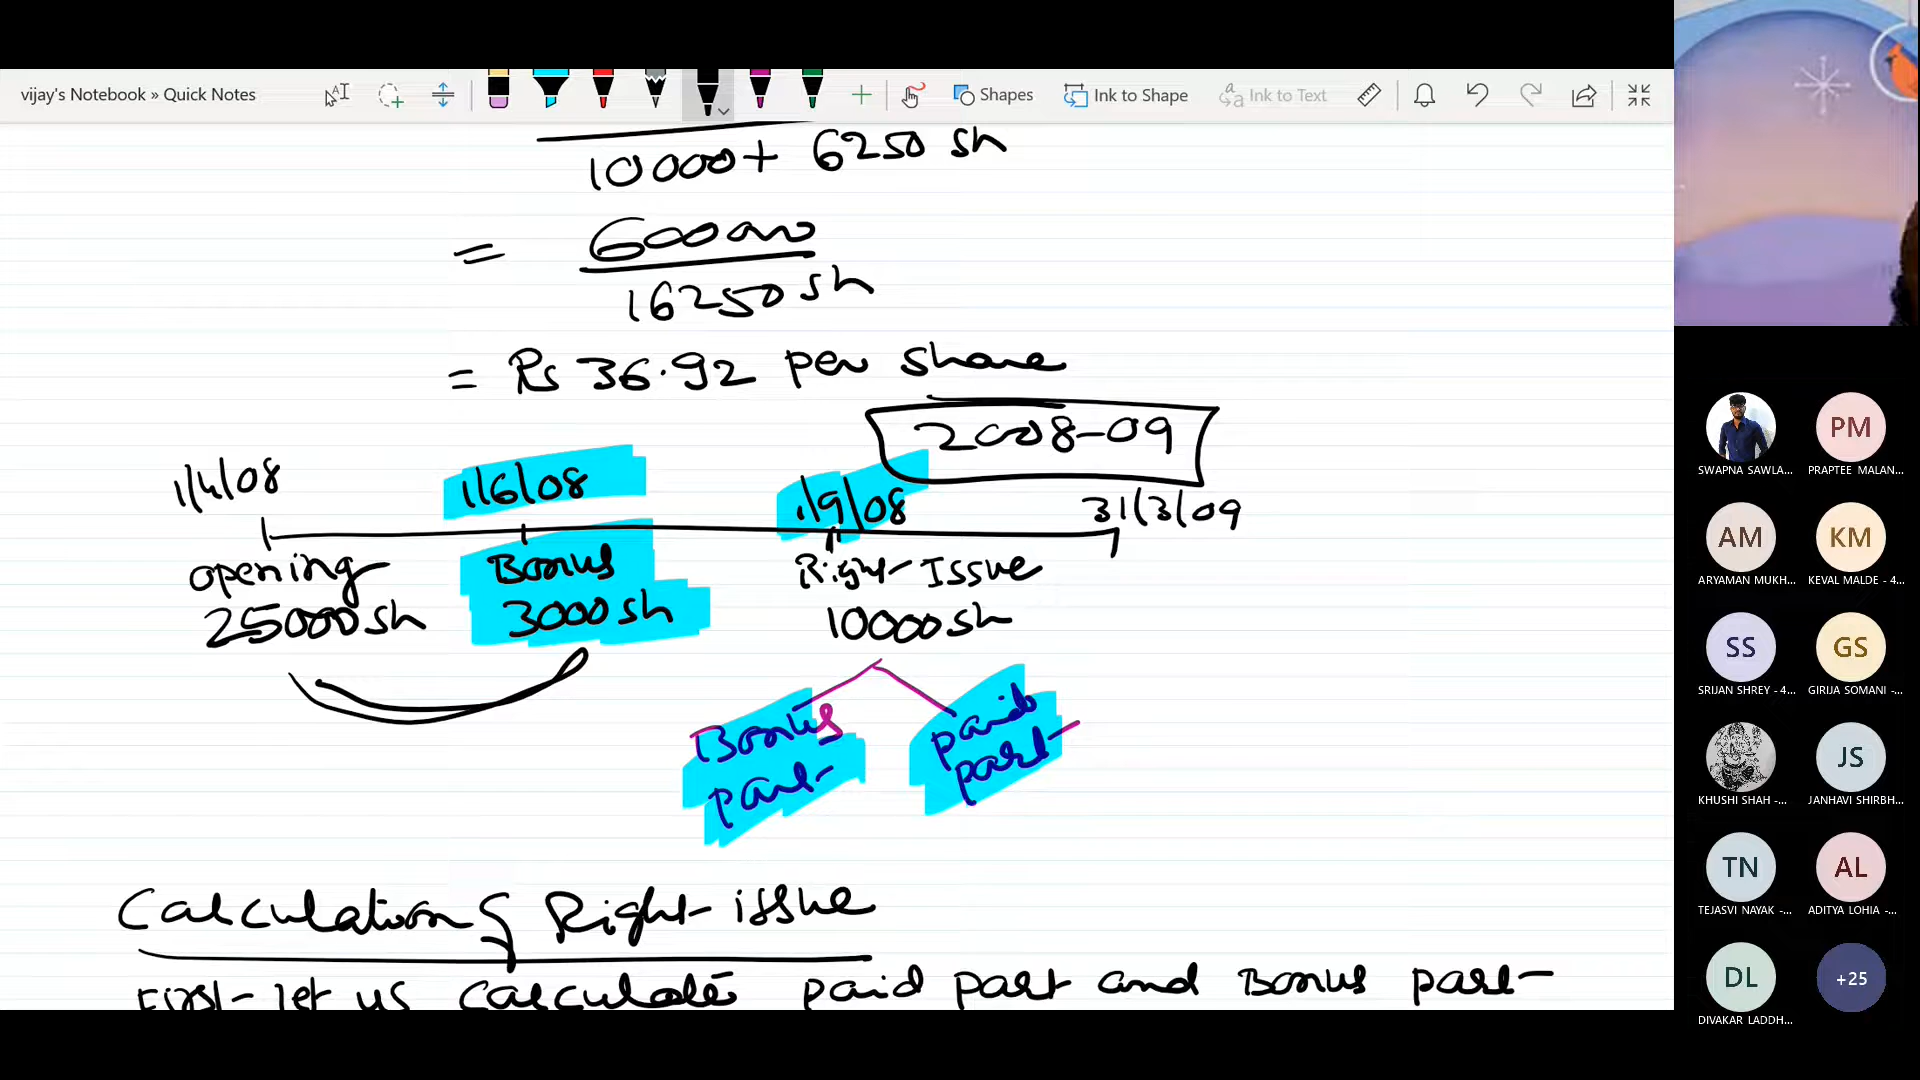 vijay's Notebook » Quick Notes
Shapes
Ink to Shape
Ink to Text
10000+ 6250 sh
= 600000
16250 sh
= Rs 36.92 per share
2008-09
1/4/08 1/6/08 1/9/08 31/3/09
opening Bonus Right-Issue
25000 sh 3000 sh 10000 sh
Bonus paid
part part
Calculation of Right-issue
First-let us calculate paid part and Bonus part-
SWAPNA SAWLA...
PM
PRAPTEE MALAN...
AM
ARYAMAN MUKH...
KM
KEVAL MALDE - 4...
SS
SRIJAN SHREY - 4...
GS
GIRIJA SOMANI -...
KHUSHI SHAH -...
JS
JANHAVI SHIRBH...
TN
TEJASVI NAYAK -...
AL
ADITYA LOHIA -...
DL
DIVAKAR LADDH...
+25